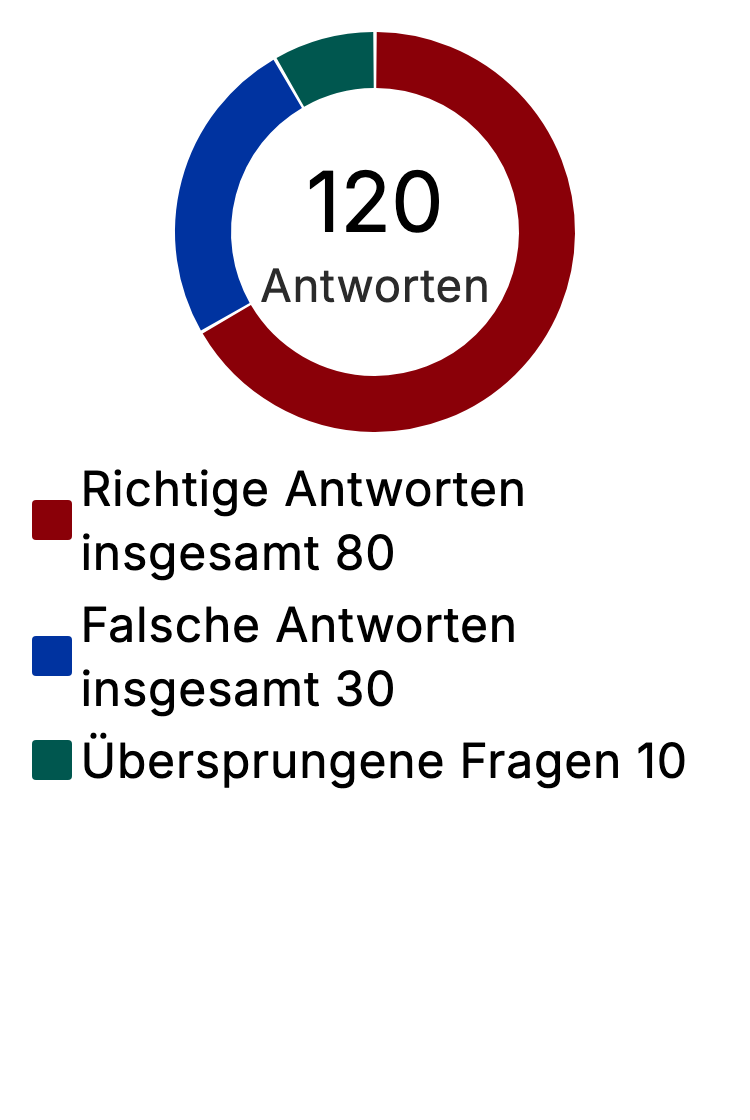 120
Antworten
Richtige Antworten
insgesamt 80
Falsche Antworten
insgesamt 30
Übersprungene Fragen 10